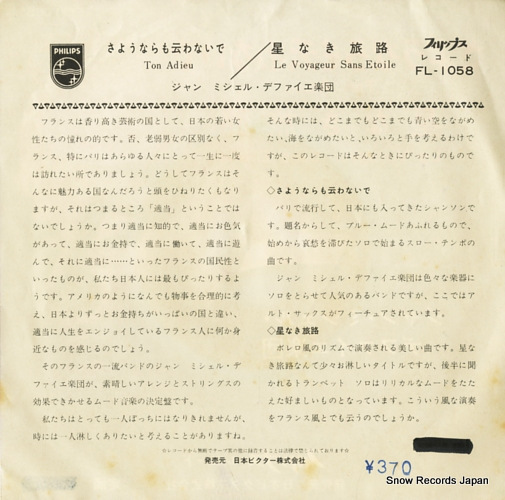 PHILIPS
さようならも云わないで
Ton Adieu
星なき旅路
Le Voyageur Sans Etoile
ジャン ミシェル・デファイエ楽団
フィリップス
レコード
FL-1058
フランスは香り高き芸術の国として、日本の若い女
性たちの憧れの的です。否、老弱男女の区別なく、フ
ランス、特にパリはあらゆる人々にとって一生に一度
は訪れたい所でありましょう。どうしてフランスはそ
んなに魅力ある国なんだろうと頭をひねりたくもなり
ますが、それはつまるところ「適当」ということでは
ないでしょうか。つまり適当に知的で、適当にお色気
があって、適当にお金持で、適当に働いて、適当に遊
んで、それに適当に……といったフランスの国民性と
いったものが、私たち日本人には最もぴったりするよ
うです。アメリカのようになんでも物事を合理的に考
え、日本よりずっとお金持ちがいっぱいの国と違い、
適当に人生をエンジョイしているフランス人に何か身
近なものを感じるのでしょう。
そのフランスの一流バンドのジャン ミシェル・デ
ファイエ楽団が、素晴しいアレンジとストリングスの
効果できかせるムード音楽の決定盤です。
私たちはとっても一人ぼっちにはなりきれませんが、
時には一人淋しくありたいと考えることがありますね。
そんな時には、どこまでもどこまでも青い空をながめ
たい、海をながめたいと、いろいろと手を考えるわけで
すが、このレコードはそんなときにぴったりのもので
す。
◇さようならも云わないで
パリで流行して、日本にも入ってきたシャンソンで
す。題名からして、ブルー・ムードあふれるもので、
始めから哀愁を滞びたソロで始まるスロー・テンポの
曲です。
ジャン ミシェル・デファイエ楽団は色々な楽器に
ソロをとらせて人気のあるバンドですが、ここではア
ルト・サックスがフィーチュアされています。
◇星なき旅路
ボレロ風のリズムで演奏される美しい曲です。星な
き旅路なんて少々お淋しいタイトルですが、後半に聞
かれるトランペット ソロはリリカルなムードをたた
えた好ましいものとなっています。こういう風な演奏
をフランス風とでも云うのでしょうか。
☆レコードから無断でテープ其の他に録音することは法律で禁じられております☆
発売元 日本ビクター株式会社
¥370
Snow Records Japan